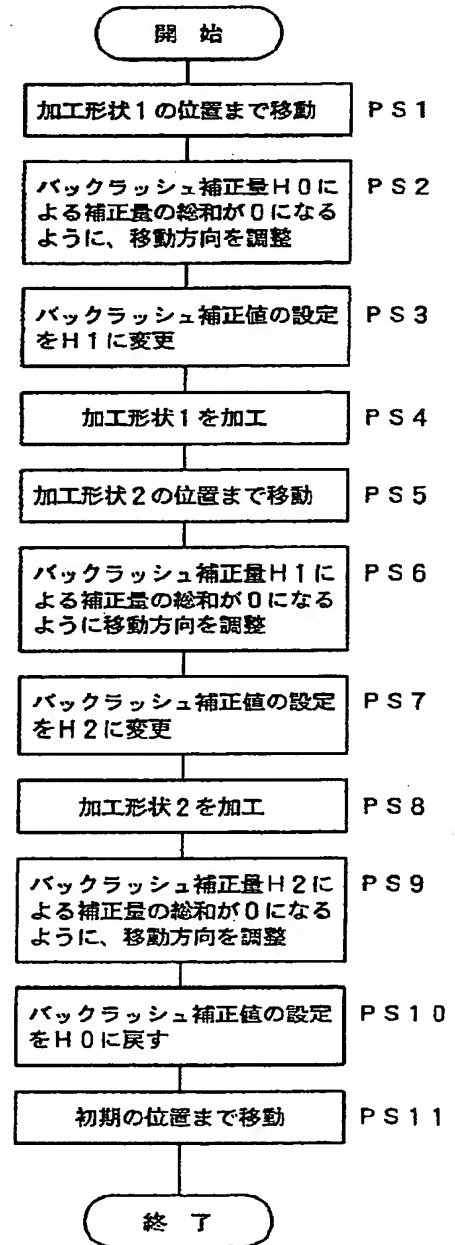 開 始
加工形状1の位置まで移動 PS1
バックラッシュ補正量H0に PS2
よる補正量の総和が0になる
ように、移動方向を調整
バックラッシュ補正値の設定 PS3
をH1に変更
加工形状1を加工 PS4
加工形状2の位置まで移動 PS5
バックラッシュ補正量H1に PS6
よる補正量の総和が0になる
ように移動方向を調整
バックラッシュ補正値の設定 PS7
をH2に変更
加工形状2を加工 PS8
バックラッシュ補正量H2に PS9
よる補正量の総和が0になる
ように、移動方向を調整
バックラッシュ補正値の設定 PS10
をH0に戻す
初期の位置まで移動 PS11
終 了